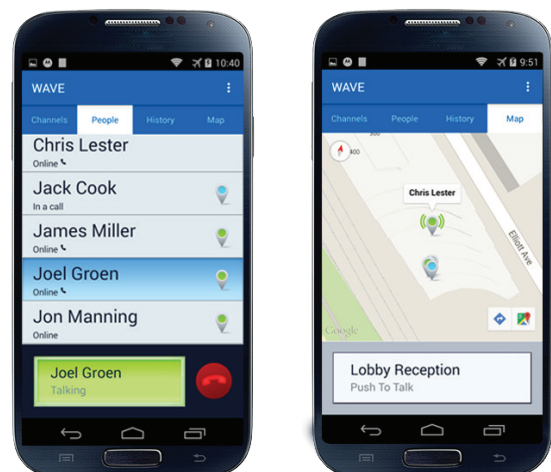 10:40
WAVE
Channels People History Map
Chris Lester
Online
Jack Cook
In a call
James Miller
Online
Joel Groen
Online
Jon Manning
Online
Joel Groen
Talking
9:51
WAVE
Channels People History Map
400
Chris Lester
Elliott Ave
Google
Lobby Reception
Push To Talk